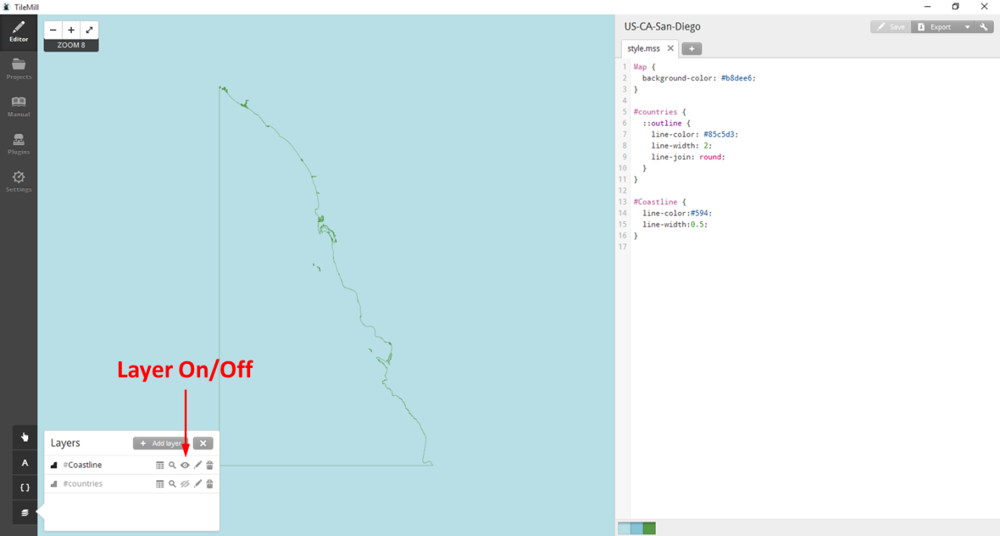 TileMill
Editor
Projects
Manual
Plugins
Settings
ZOOM 8
Layer On/Off
Layers
+ Add layer
#Coastline
#countries
A
{ }
US-CA-San-Diego
Save
Export
style.mss
1 Map {
2 background-color: #b8dee6;
3 }
4
5 #countries {
6 ::outline {
7 line-color: #85c5d3;
8 line-width: 2;
9 line-join: round;
10 }
11 }
12
13 #Coastline {
14 line-color:#594;
15 line-width:0.5;
16 }
17